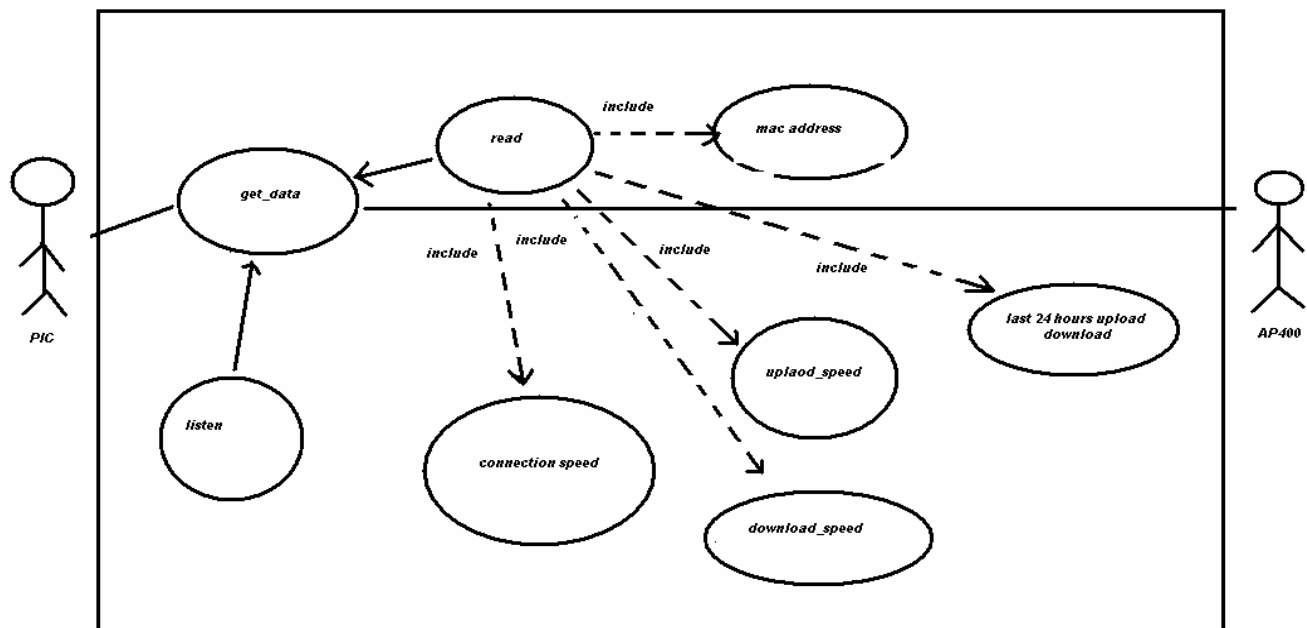 include
read
mac address
get_data
include
include
include
include
last 24 hours upload
download
PIC
AP400
uplaod_speed
listen
connection speed
download_speed